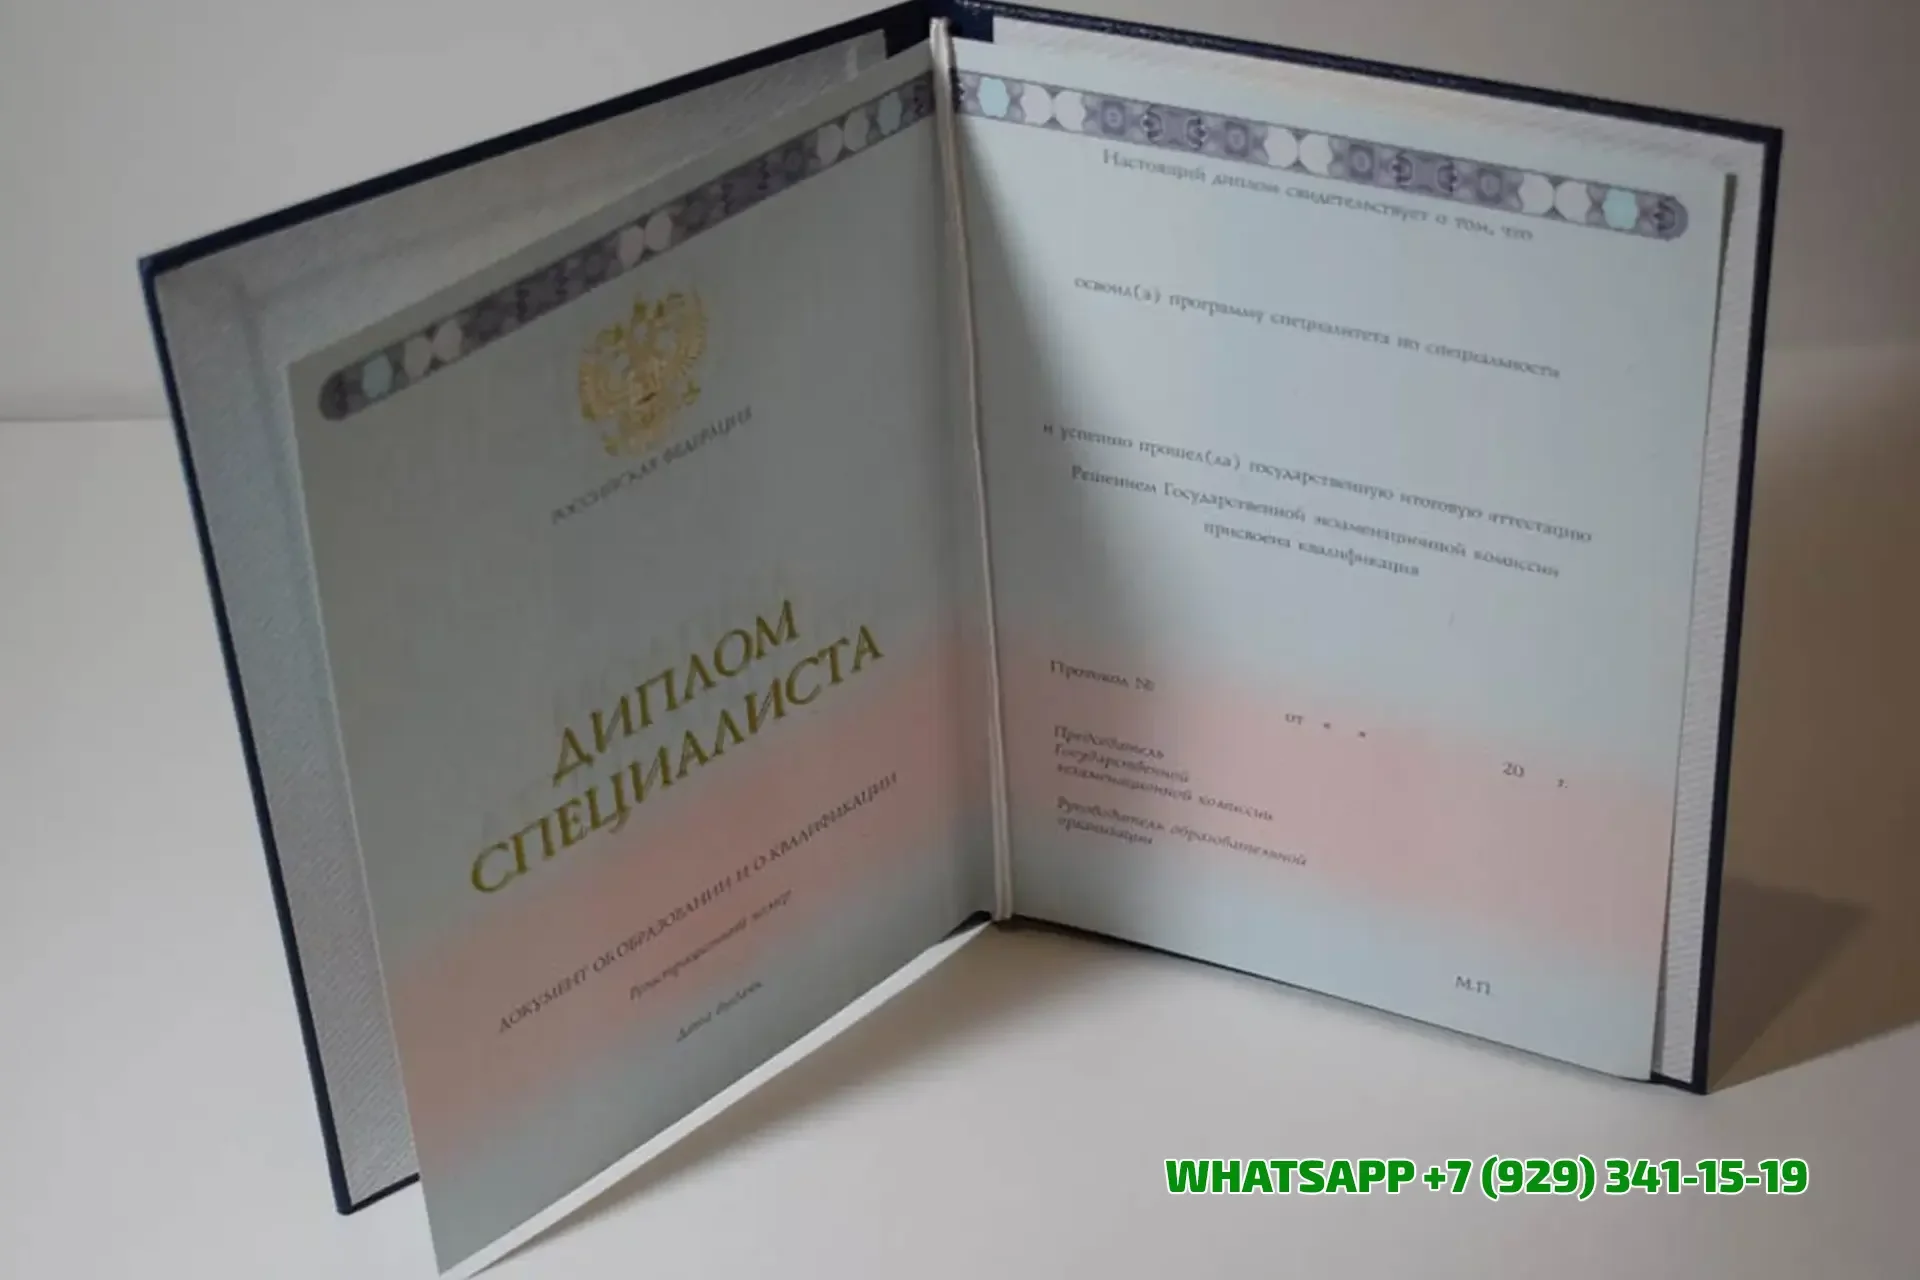 РОССИЙСКАЯ ФЕДЕРАЦИЯ
ДИПЛОМ
СПЕЦИАЛИСТА
ДОКУМЕНТ ОБ ОБРАЗОВАНИИ И О КВАЛИФИКАЦИИ
Регистрационный номер
Дата выдачи
Настоящий диплом свидетельствует о том, что
освоил(а) программу специалитета по специальности
и успешно прошел(ла) государственную итоговую аттестацию
Решением Государственной экзаменационной комиссии
присвоена квалификация
Протокол №
от « » 20 г.
Председатель
Государственной
экзаменационной комиссии
Руководитель образовательной
организации
М.П.
WHATSAPP +7 (929) 341-15-19